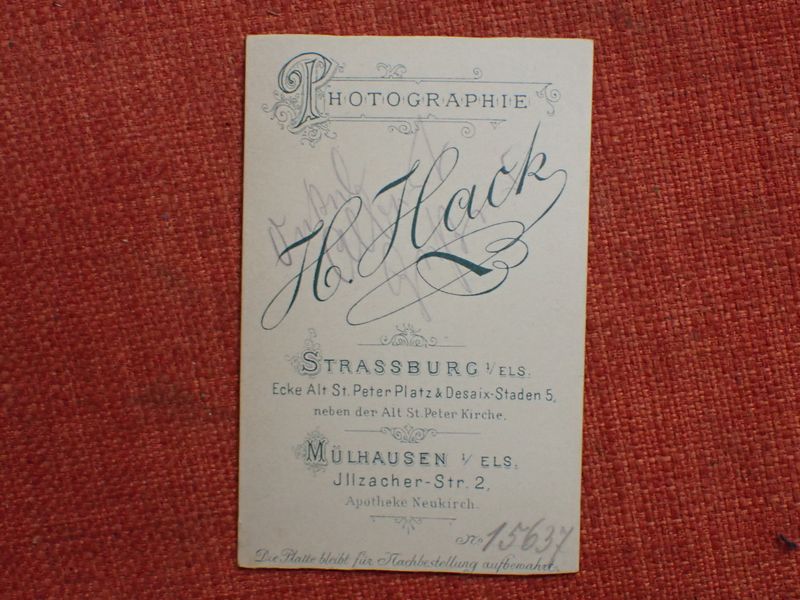 PHOTOGRAPHIE
H. Hack
STRASSBURG i/ELS.
Ecke Alt St. Peter Platz & Desaix-Staden 5,
neben der Alt St. Peter Kirche.
MÜLHAUSEN i/ ELS.
Jllzacher-Str. 2,
Apotheke Neukirch.
No 15637
Die Platte bleibt für Nachbestellung aufbewahrt.